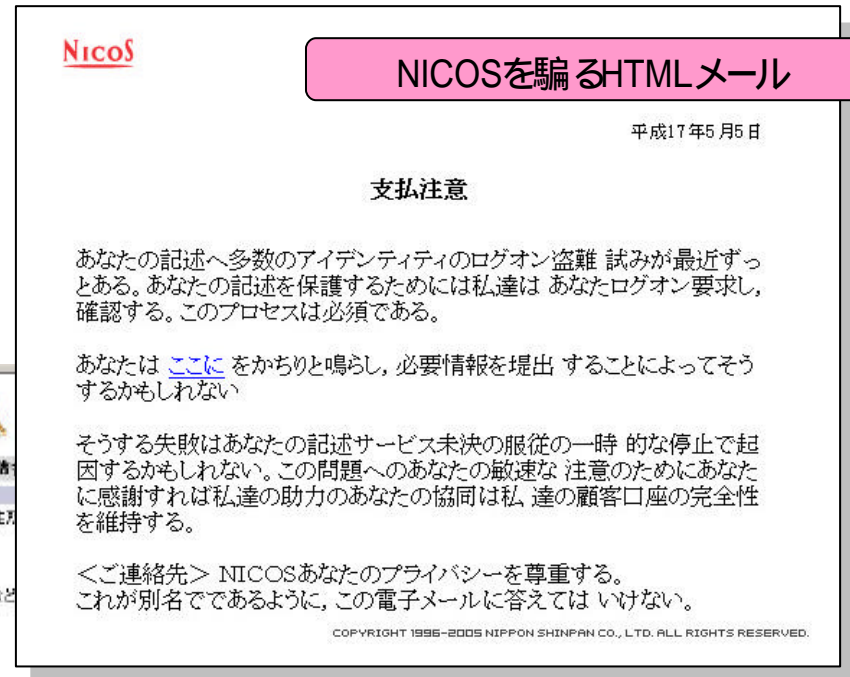 NICOS
NICOSを騙るHTMLメール
平成17年5月5日
支払注意
あなたの記述へ多数のアイデンティティのログオン盗難 試みが最近ずっ
とある。あなたの記述を保護するためには私達は あなたログオン要求し,
確認する。このプロセスは必須である。
あなたは ここに をかちりと鳴らし, 必要情報を堤出 することによってそう
するかもしれない
そうする失敗はあなたの記述サービス未決の服従の一時 的な停止で起
因するかもしれない。この問題へのあなたの敏速な 注意のためにあなた
に感謝すれば私達の助力のあなたの協同は私 達の顧客口座の完全性
を維持する。
<ご連絡先> NICOSあなたのプライバシーを尊重する。
これが別名でであるように, この電子メールに答えては いけない。
COPYRIGHT 1996-2005 NIPPON SHINPAN CO., LTD. ALL RIGHTS RESERVED.